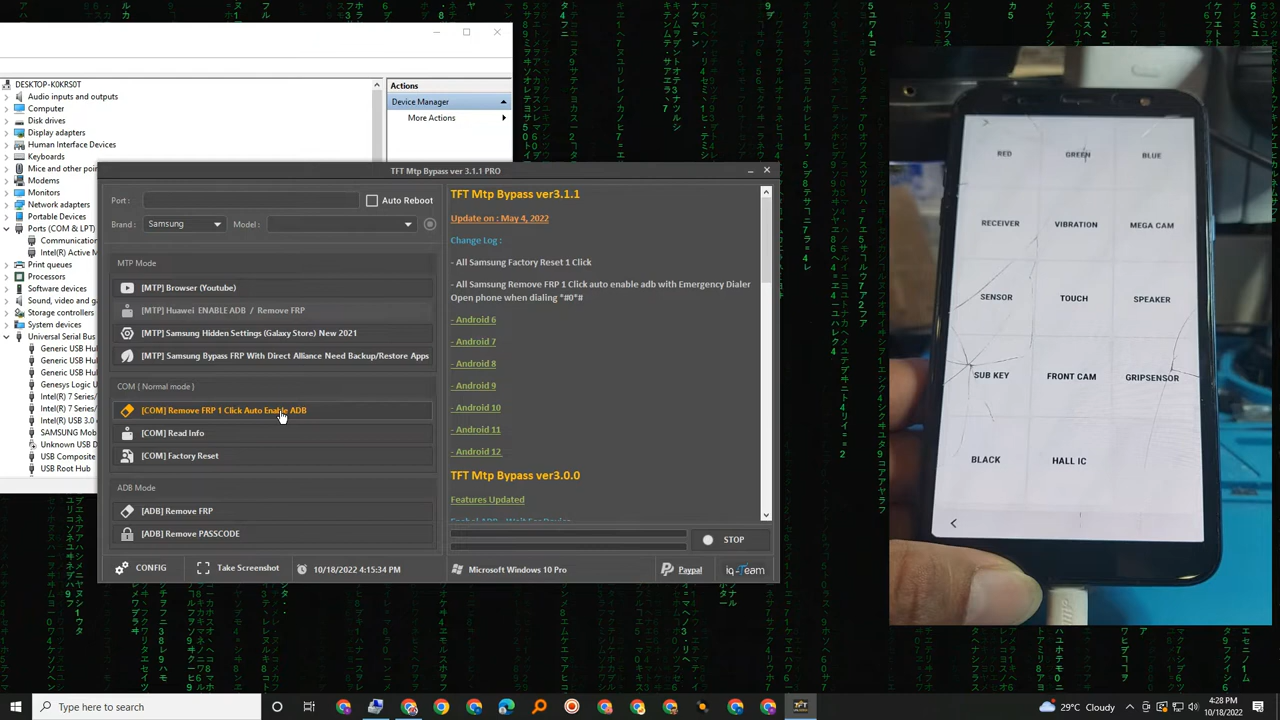 DESKTOP-K0KRS0T
Audio inputs and outputs
Computer
Disk drives
Display adapters
Human Interface Devices
Keyboards
Mice and other poi
Modems
Monitors
Network adapters
Portable Devices
Ports (COM & LPT)
Communication
Intel(R) Active M
Print queues
Processors
Software devices
Sound, video and g
Storage controllers
System devices
Universal Serial Bus
Generic USB Hu
Generic USB Hu
Generic USB Hu
Genesys Logic U
Intel(R) 7 Series/
Intel(R) 7 Series/
Intel(R) USB 3.0
SAMSUNG Mob
Unknown USB D
USB Composite
USB Root Hub
Actions
Device Manager
More Actions
TFT Mtp Bypass ver 3.1.1 PRO
Port :
Auto Reboot
Brand : Samsung Model :
MTP Mode
[MTP] Browser (Youtube)
[MTP] Huawei ENABLE ADB / Remove FRP
[MTP] Samsung Hidden Settings (Galaxy Store) New 2021
[MTP] Samsung Bypass FRP With Direct Alliance Need Backup/Restore Apps
COM ( Normal mode )
[COM] Remove FRP 1 Click Auto Enable ADB
[COM] Read Info
[COM] Factory Reset
ADB Mode
[ADB] Remove FRP
[ADB] Remove PASSCODE
CONFIG
Take Screenshot
10/18/2022 4:15:34 PM
TFT Mtp Bypass ver3.1.1
Update on : May 4, 2022
Change Log :
- All Samsung Factory Reset 1 Click
- All Samsung Remove FRP 1 Click auto enable adb with Emergency Dialer
Open phone when dialing *#0*#
- Android 6
- Android 7
- Android 8
- Android 9
- Android 10
- Android 11
- Android 12
TFT Mtp Bypass ver3.0.0
Features Updated
STOP
Microsoft Windows 10 Pro
Paypal
iq-Team
RED GREEN BLUE
RECEIVER VIBRATION MEGA CAM
SENSOR TOUCH SPEAKER
SUB KEY FRONT CAM GRIPSENSOR
BLACK HALL IC
Type here to search
TFT
29°C Cloudy
4:28 PM
10/18/2022